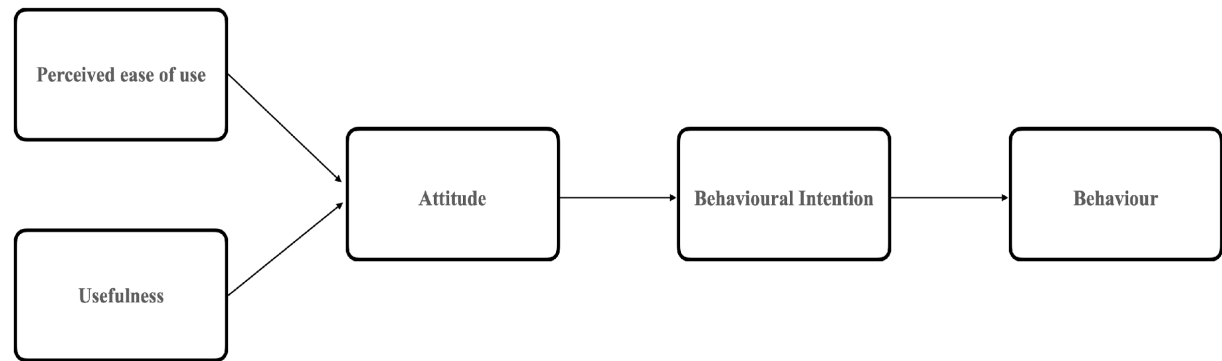 Perceived ease of use
Usefulness
Attitude
Behavioural Intention
Behaviour